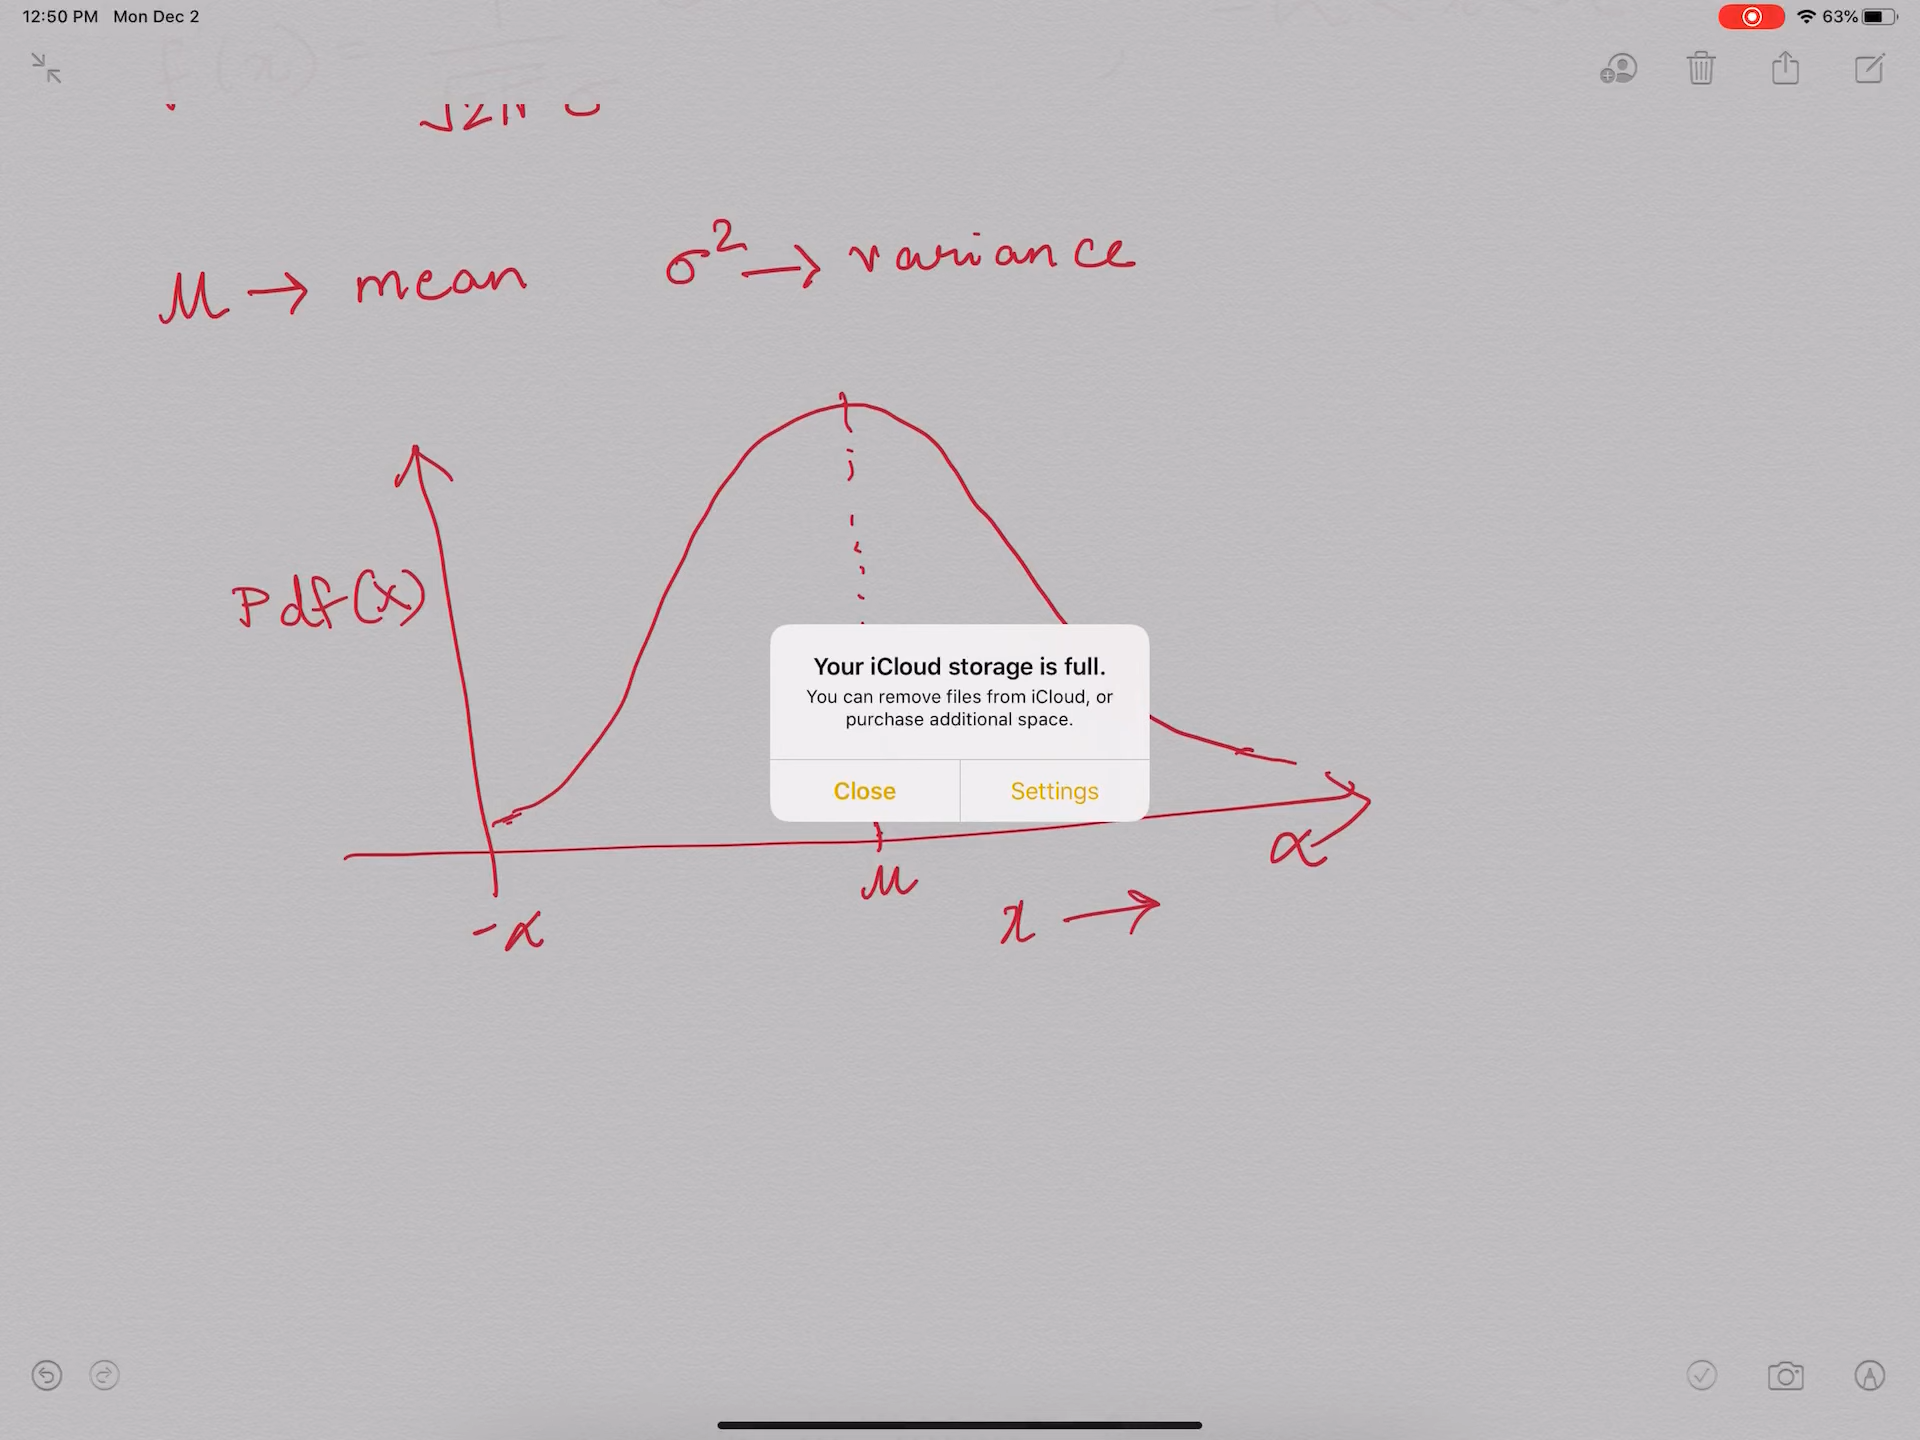 12:50 PM Mon Dec 2
63%
f(x) =
√2π σ
μ → mean σ² → variance
Pdf(x)
Your iCloud storage is full.
You can remove files from iCloud, or
purchase additional space.
Close Settings
-α μ α
x →